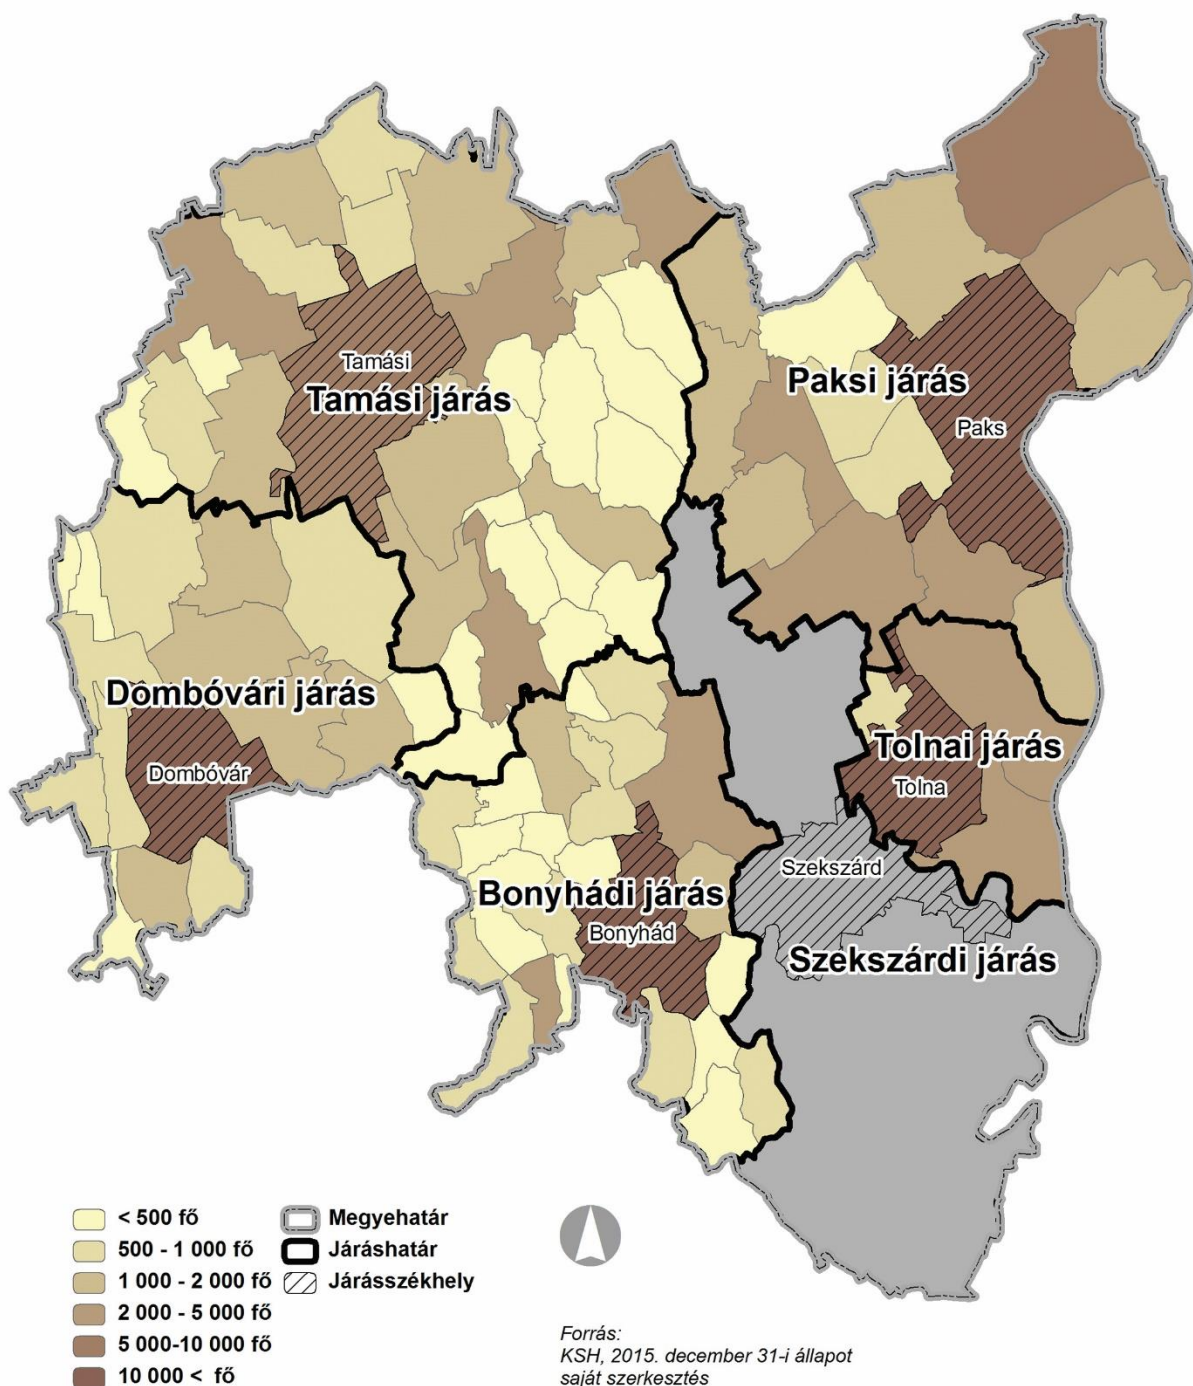 Tamási
Tamási járás
Paksi járás
Paks
Dombóvári járás
Dombóvár
Tolnai járás
Tolna
Szekszárd
Bonyhádi járás
Bonyhád
Szekszárdi járás
< 500 fő
500 - 1 000 fő
1 000 - 2 000 fő
2 000 - 5 000 fő
5 000-10 000 fő
10 000 < fő
Megyehatár
Járáshatár
Járásszékhely
Forrás:
KSH, 2015. december 31-i állapot
saját szerkesztés